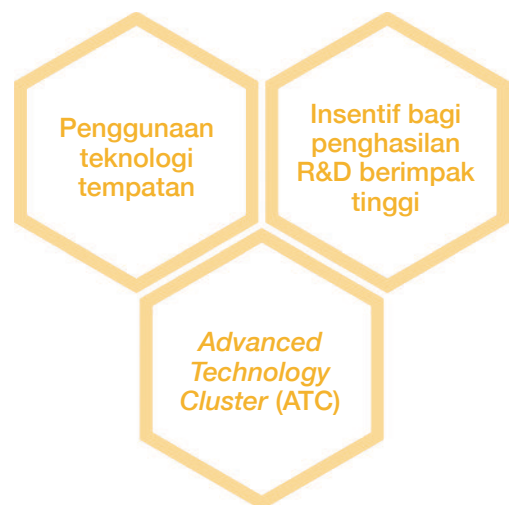 Penggunaan
teknologi
tempatan
Insentif bagi
penghasilan
R&D berimpak
tinggi
Advanced
Technology
Cluster (ATC)